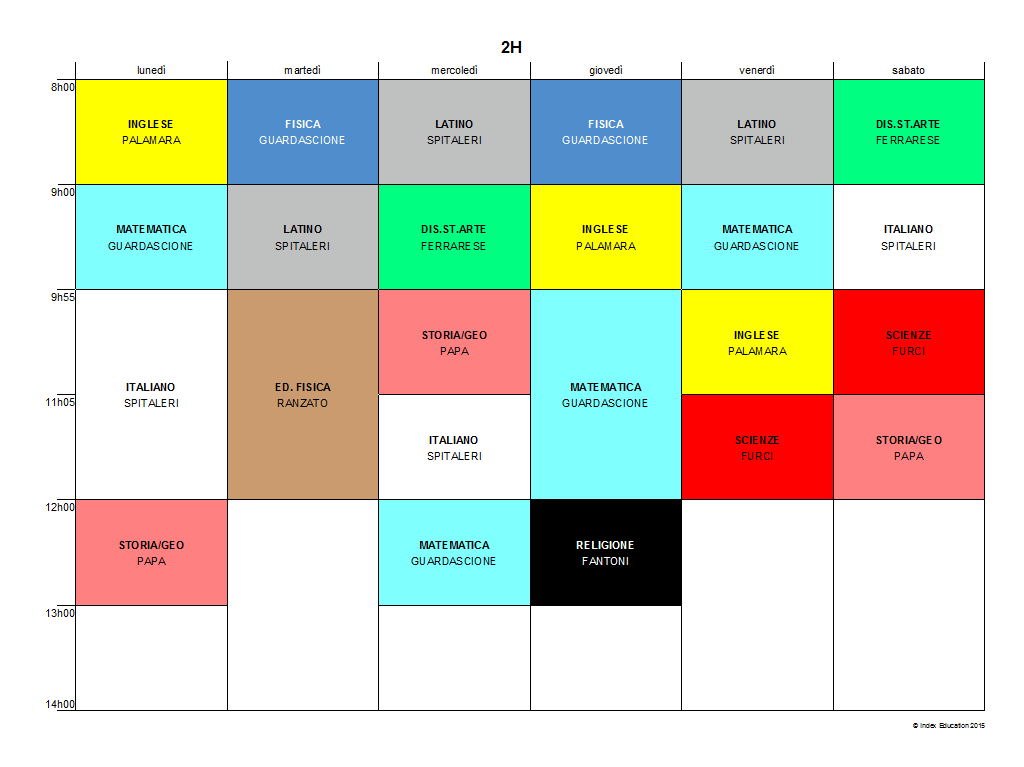 2H
lunedì
martedì
mercoledì
giovedì
venerdì
sabato
8h00
INGLESE
PALAMARA
FISICA
GUARDASCIONE
LATINO
SPITALERI
FISICA
GUARDASCIONE
LATINO
SPITALERI
DIS.ST.ARTE
FERRARESE
9h00
MATEMATICA
GUARDASCIONE
LATINO
SPITALERI
DIS.ST.ARTE
FERRARESE
INGLESE
PALAMARA
MATEMATICA
GUARDASCIONE
ITALIANO
SPITALERI
9h55
ITALIANO
SPITALERI
ED. FISICA
RANZATO
STORIA/GEO
PAPA
MATEMATICA
GUARDASCIONE
INGLESE
PALAMARA
SCIENZE
FURCI
11h05
ITALIANO
SPITALERI
SCIENZE
FURCI
STORIA/GEO
PAPA
12h00
STORIA/GEO
PAPA
MATEMATICA
GUARDASCIONE
RELIGIONE
FANTONI
13h00
14h00
© Index Education 2015